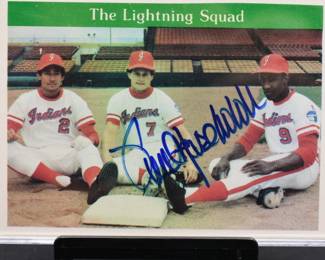 The Lightning Squad
Indians Indians Indians
2 7 9